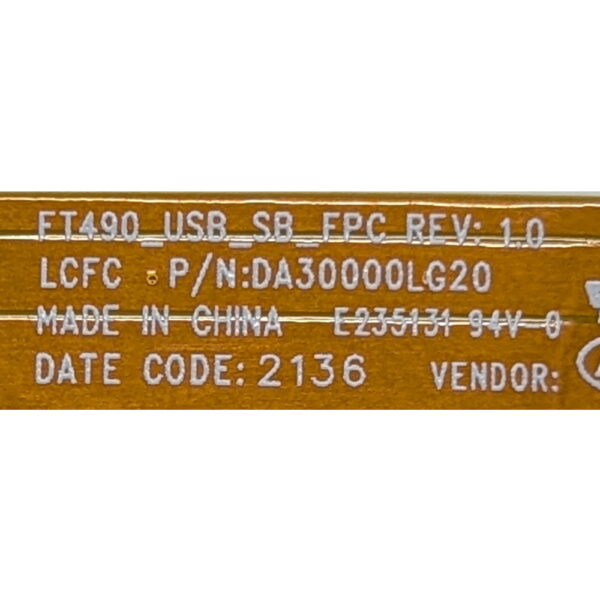 FT490_USB_SB_FPC REV: 1.0
LCFC P/N:DA30000LG20
MADE IN CHINA E235131 94V-0
DATE CODE: 2136 VENDOR: